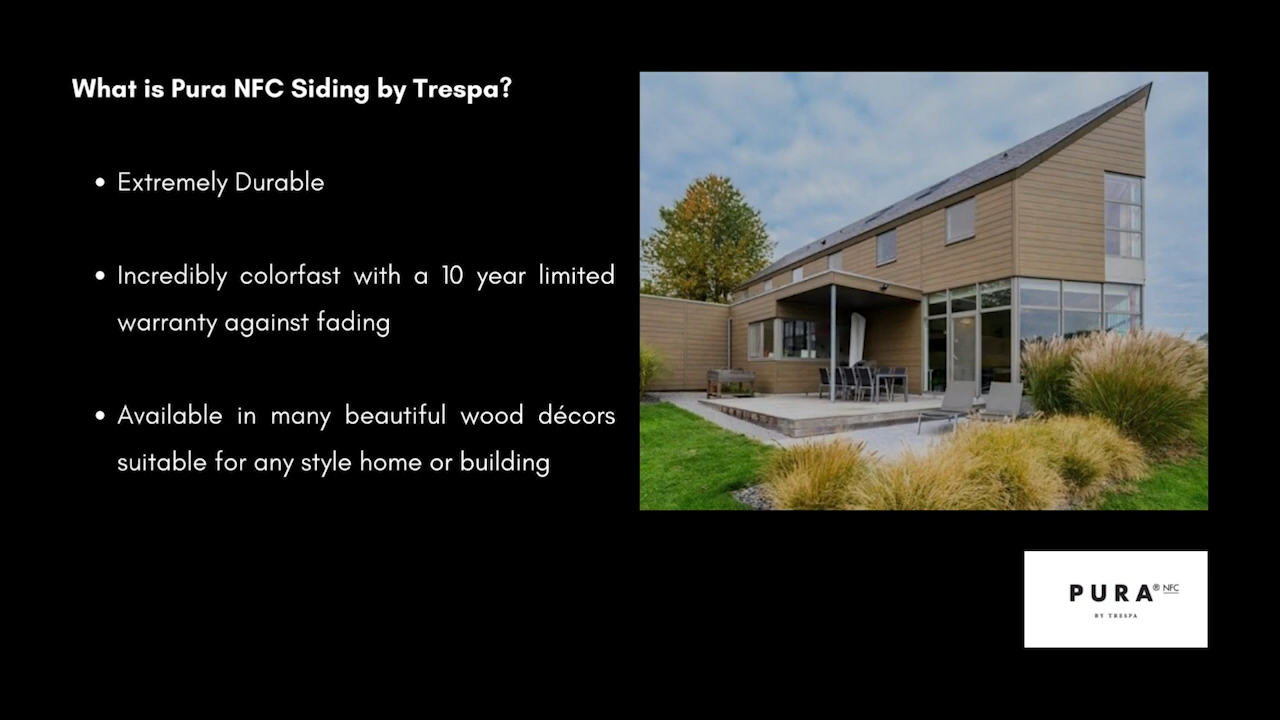 What is Pura NFC Siding by Trespa?
• Extremely Durable
• Incredibly colorfast with a 10 year limited
warranty against fading
• Available in many beautiful wood décors
suitable for any style home or building
PURA® NFC
BY TRESPA